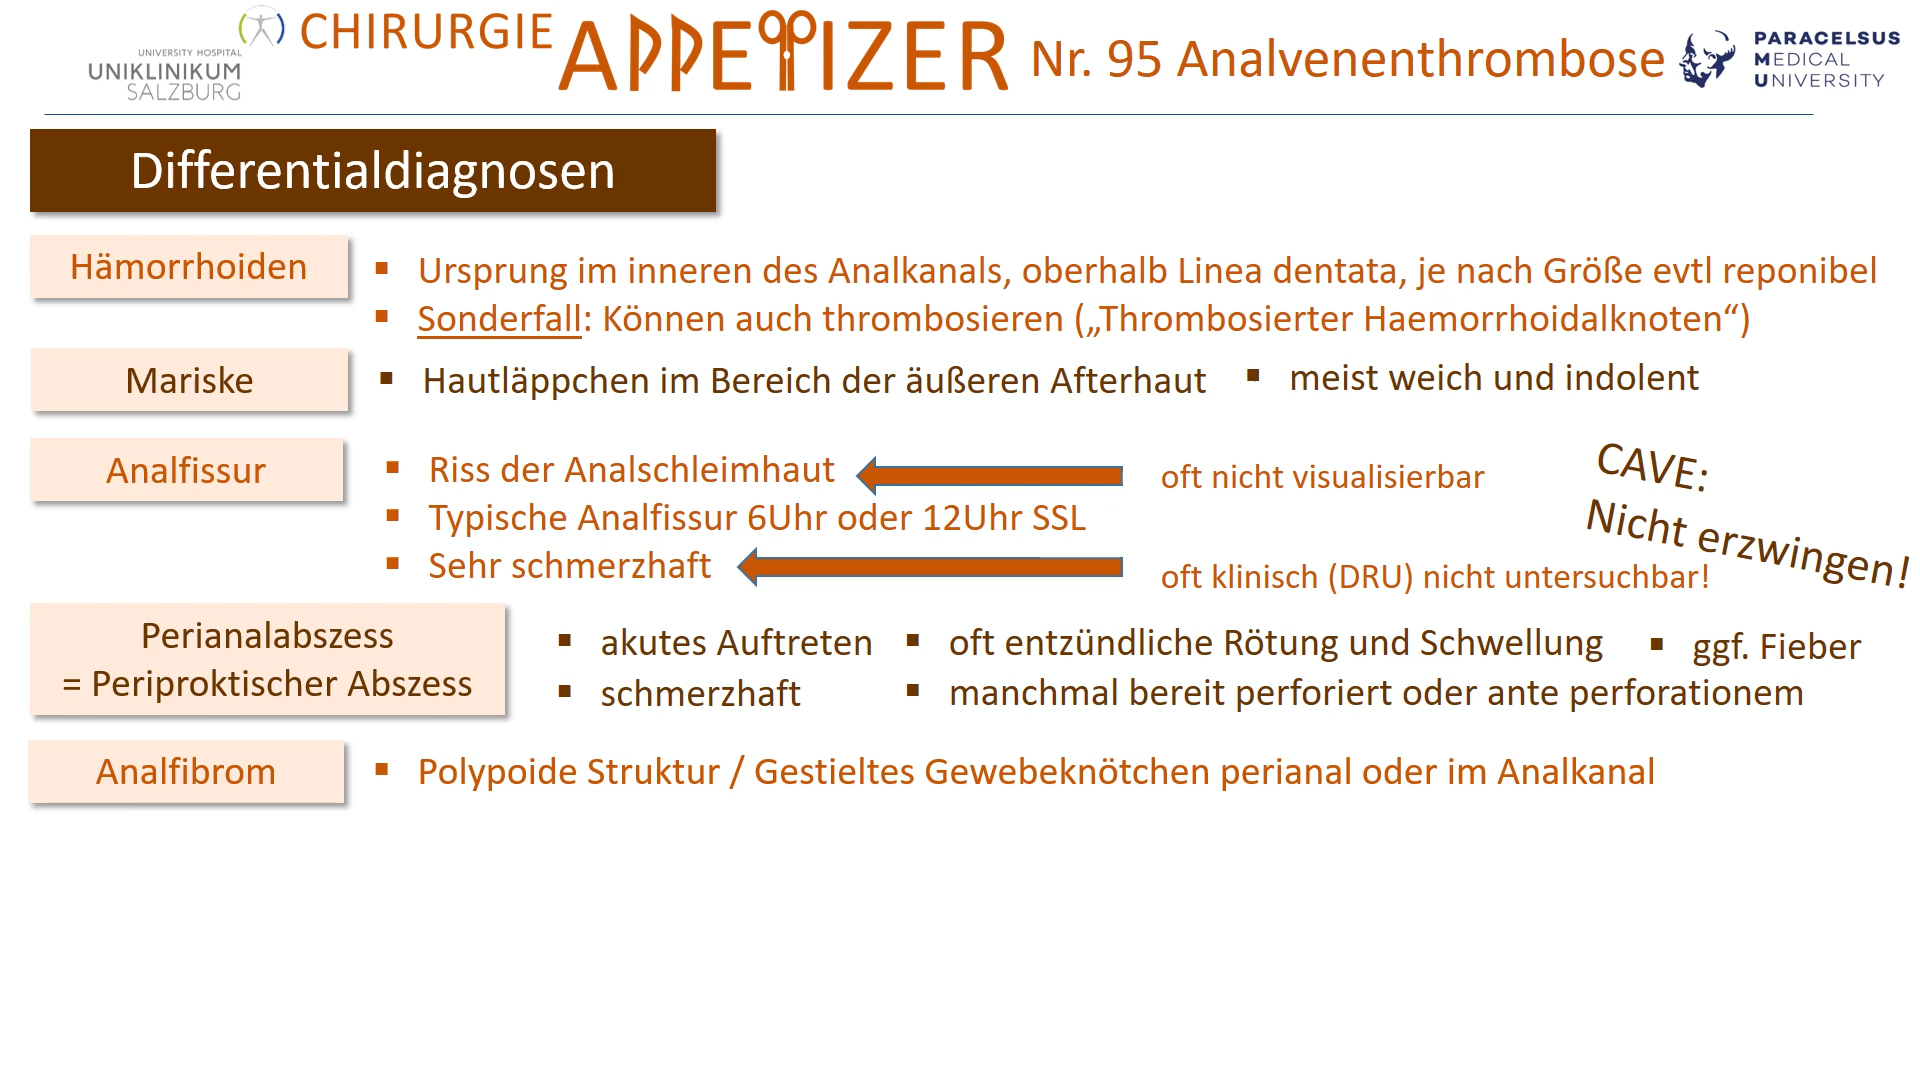 UNIVERSITY HOSPITAL
UNIKLINIKUM
SALZBURG
CHIRURGIE APPETIZER Nr. 95 Analvenenthrombose
PARACELSUS
MEDICAL
UNIVERSITY
Differentialdiagnosen
Hämorrhoiden
▪ Ursprung im inneren des Analkanals, oberhalb Linea dentata, je nach Größe evtl reponibel
▪ Sonderfall: Können auch thrombosieren („Thrombosierter Haemorrhoidalknoten“)
Mariske
▪ Hautläppchen im Bereich der äußeren Afterhaut ▪ meist weich und indolent
Analfissur
▪ Riss der Analschleimhaut oft nicht visualisierbar
▪ Typische Analfissur 6Uhr oder 12Uhr SSL
▪ Sehr schmerzhaft oft klinisch (DRU) nicht untersuchbar!
CAVE:
Nicht erzwingen!
Perianalabszess
= Periproktischer Abszess
▪ akutes Auftreten ▪ oft entzündliche Rötung und Schwellung ▪ ggf. Fieber
▪ schmerzhaft ▪ manchmal bereit perforiert oder ante perforationem
Analfibrom
▪ Polypoide Struktur / Gestieltes Gewebeknötchen perianal oder im Analkanal